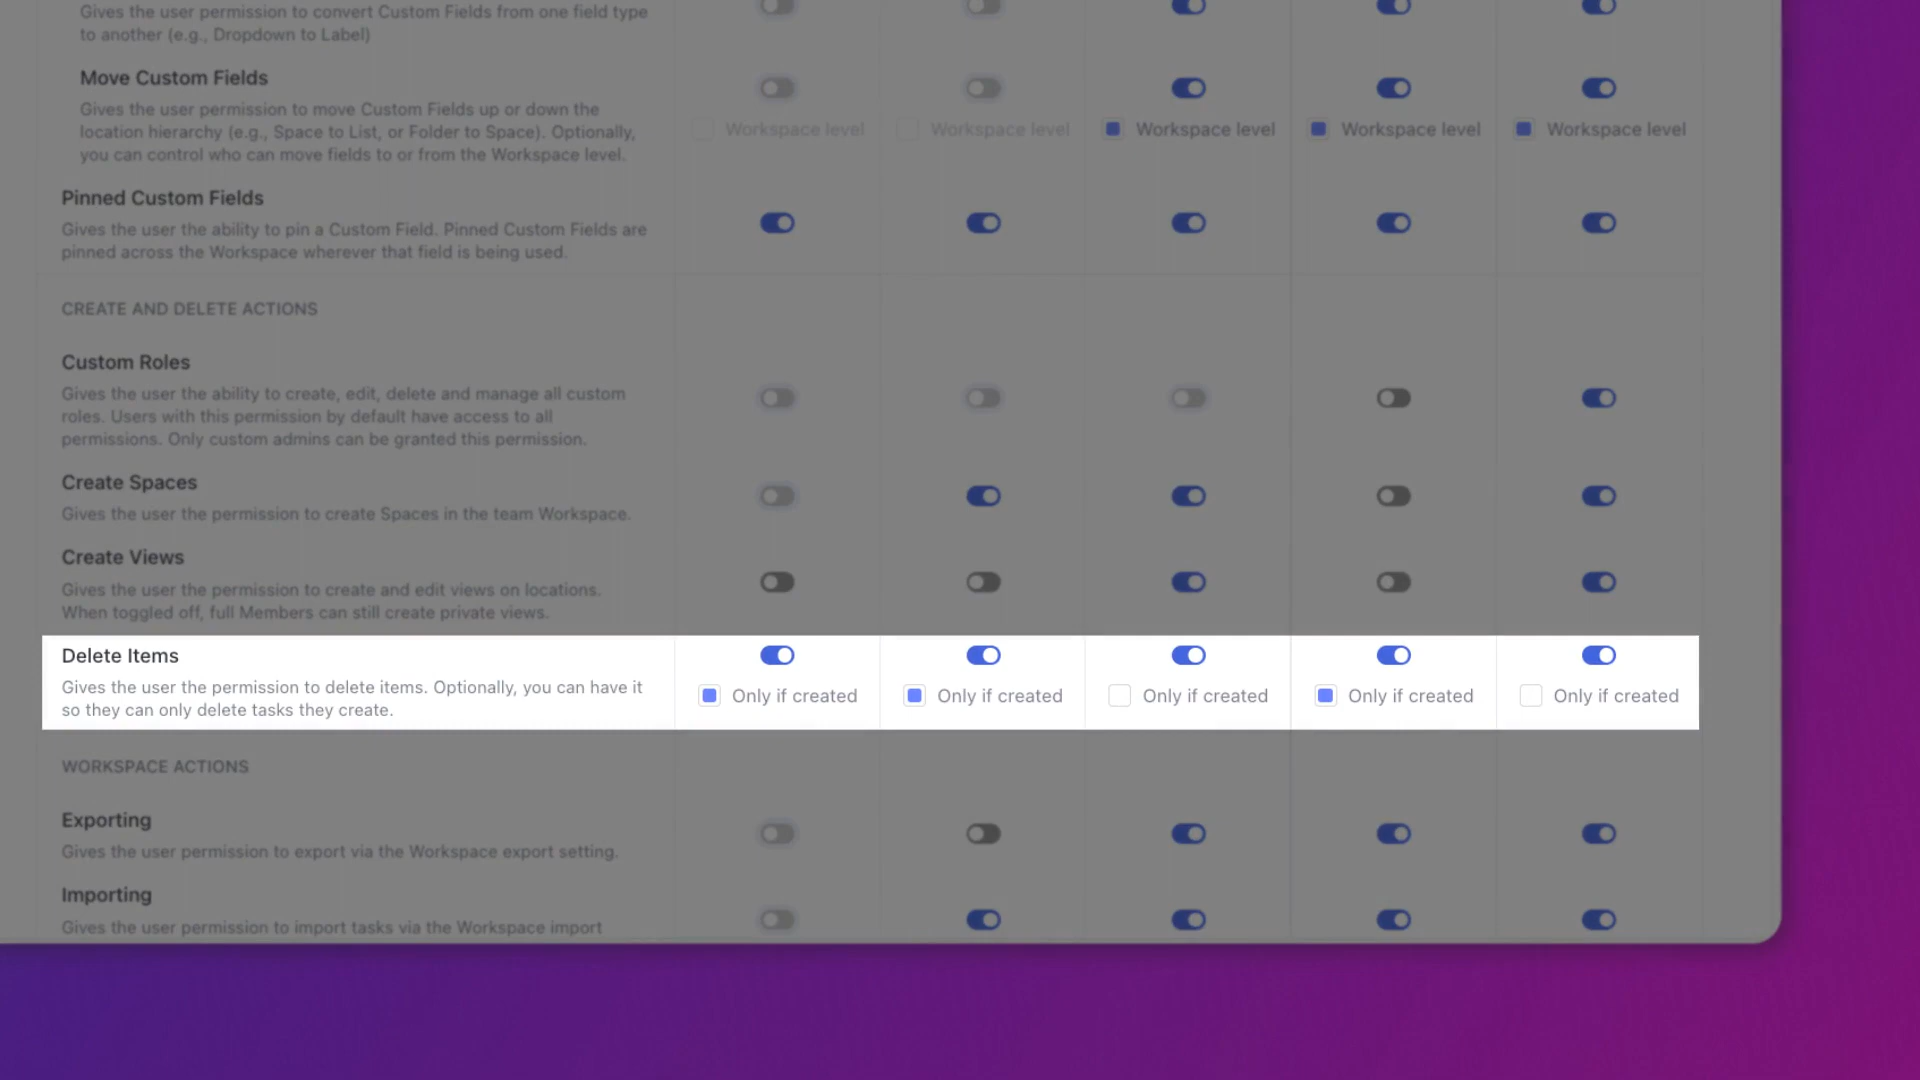 Gives the user permission to convert Custom Fields from one field type
to another (e.g., Dropdown to Label)
Move Custom Fields
Gives the user permission to move Custom Fields up or down the
location hierarchy (e.g., Space to List, or Folder to Space). Optionally,
you can control who can move fields to or from the Workspace level.
Workspace level
Workspace level
Workspace level
Workspace level
Workspace level
Pinned Custom Fields
Gives the user the ability to pin a Custom Field. Pinned Custom Fields are
pinned across the Workspace wherever that field is being used.
CREATE AND DELETE ACTIONS
Custom Roles
Gives the user the ability to create, edit, delete and manage all custom
roles. Users with this permission by default have access to all
permissions. Only custom admins can be granted this permission.
Create Spaces
Gives the user the permission to create Spaces in the team Workspace.
Create Views
Gives the user the permission to create and edit views on locations.
When toggled off, full Members can still create private views.
Delete Items
Gives the user the permission to delete items. Optionally, you can have it
so they can only delete tasks they create.
Only if created
Only if created
Only if created
Only if created
Only if created
WORKSPACE ACTIONS
Exporting
Gives the user permission to export via the Workspace export setting.
Importing
Gives the user permission to import tasks via the Workspace import